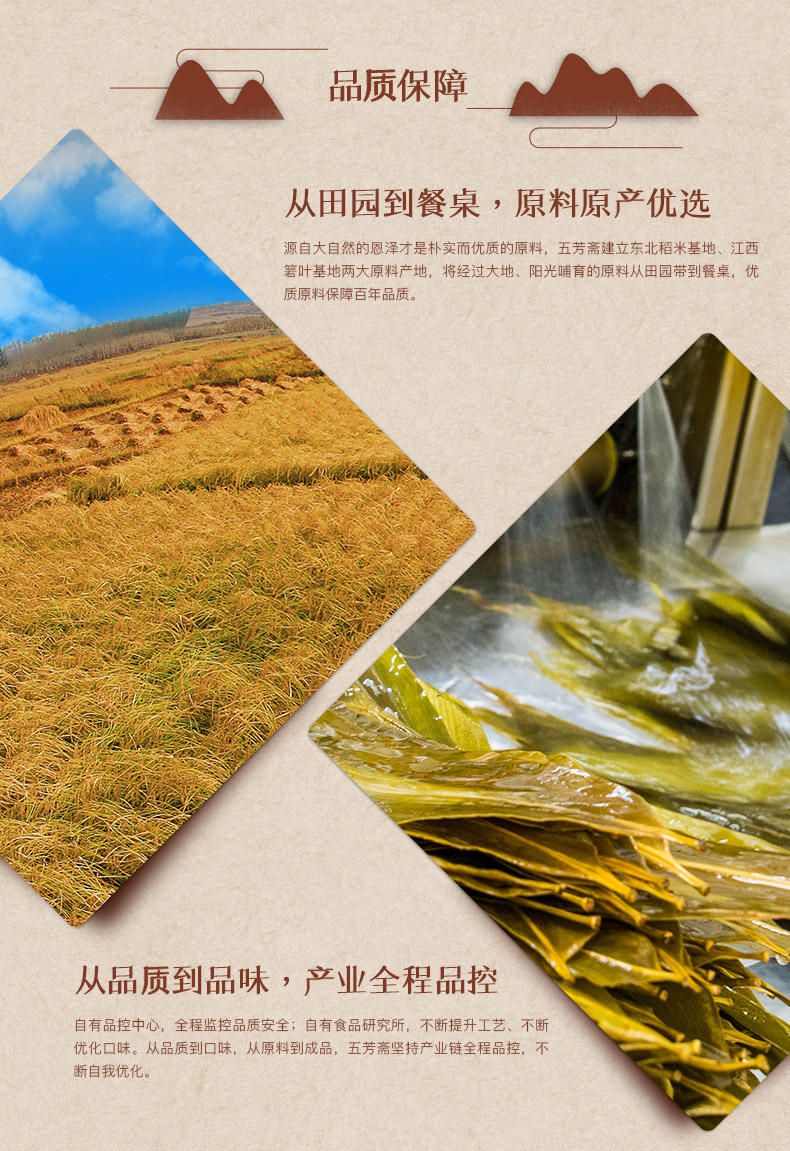 品质保障
从田园到餐桌，原料原产优选
源自大自然的恩泽才是朴实而优质的原料，五芳斋建立东北稻米基地、江西
箬叶基地两大原料产地，将经过大地、阳光哺育的原料从田园带到餐桌，优
质原料保障百年品质。
从品质到品味，产业全程品控
自有品控中心，全程监控品质安全；自有食品研究所，不断提升工艺、不断
优化口味。从品质到口味，从原料到成品，五芳斋坚持产业链全程品控，不
断自我优化。